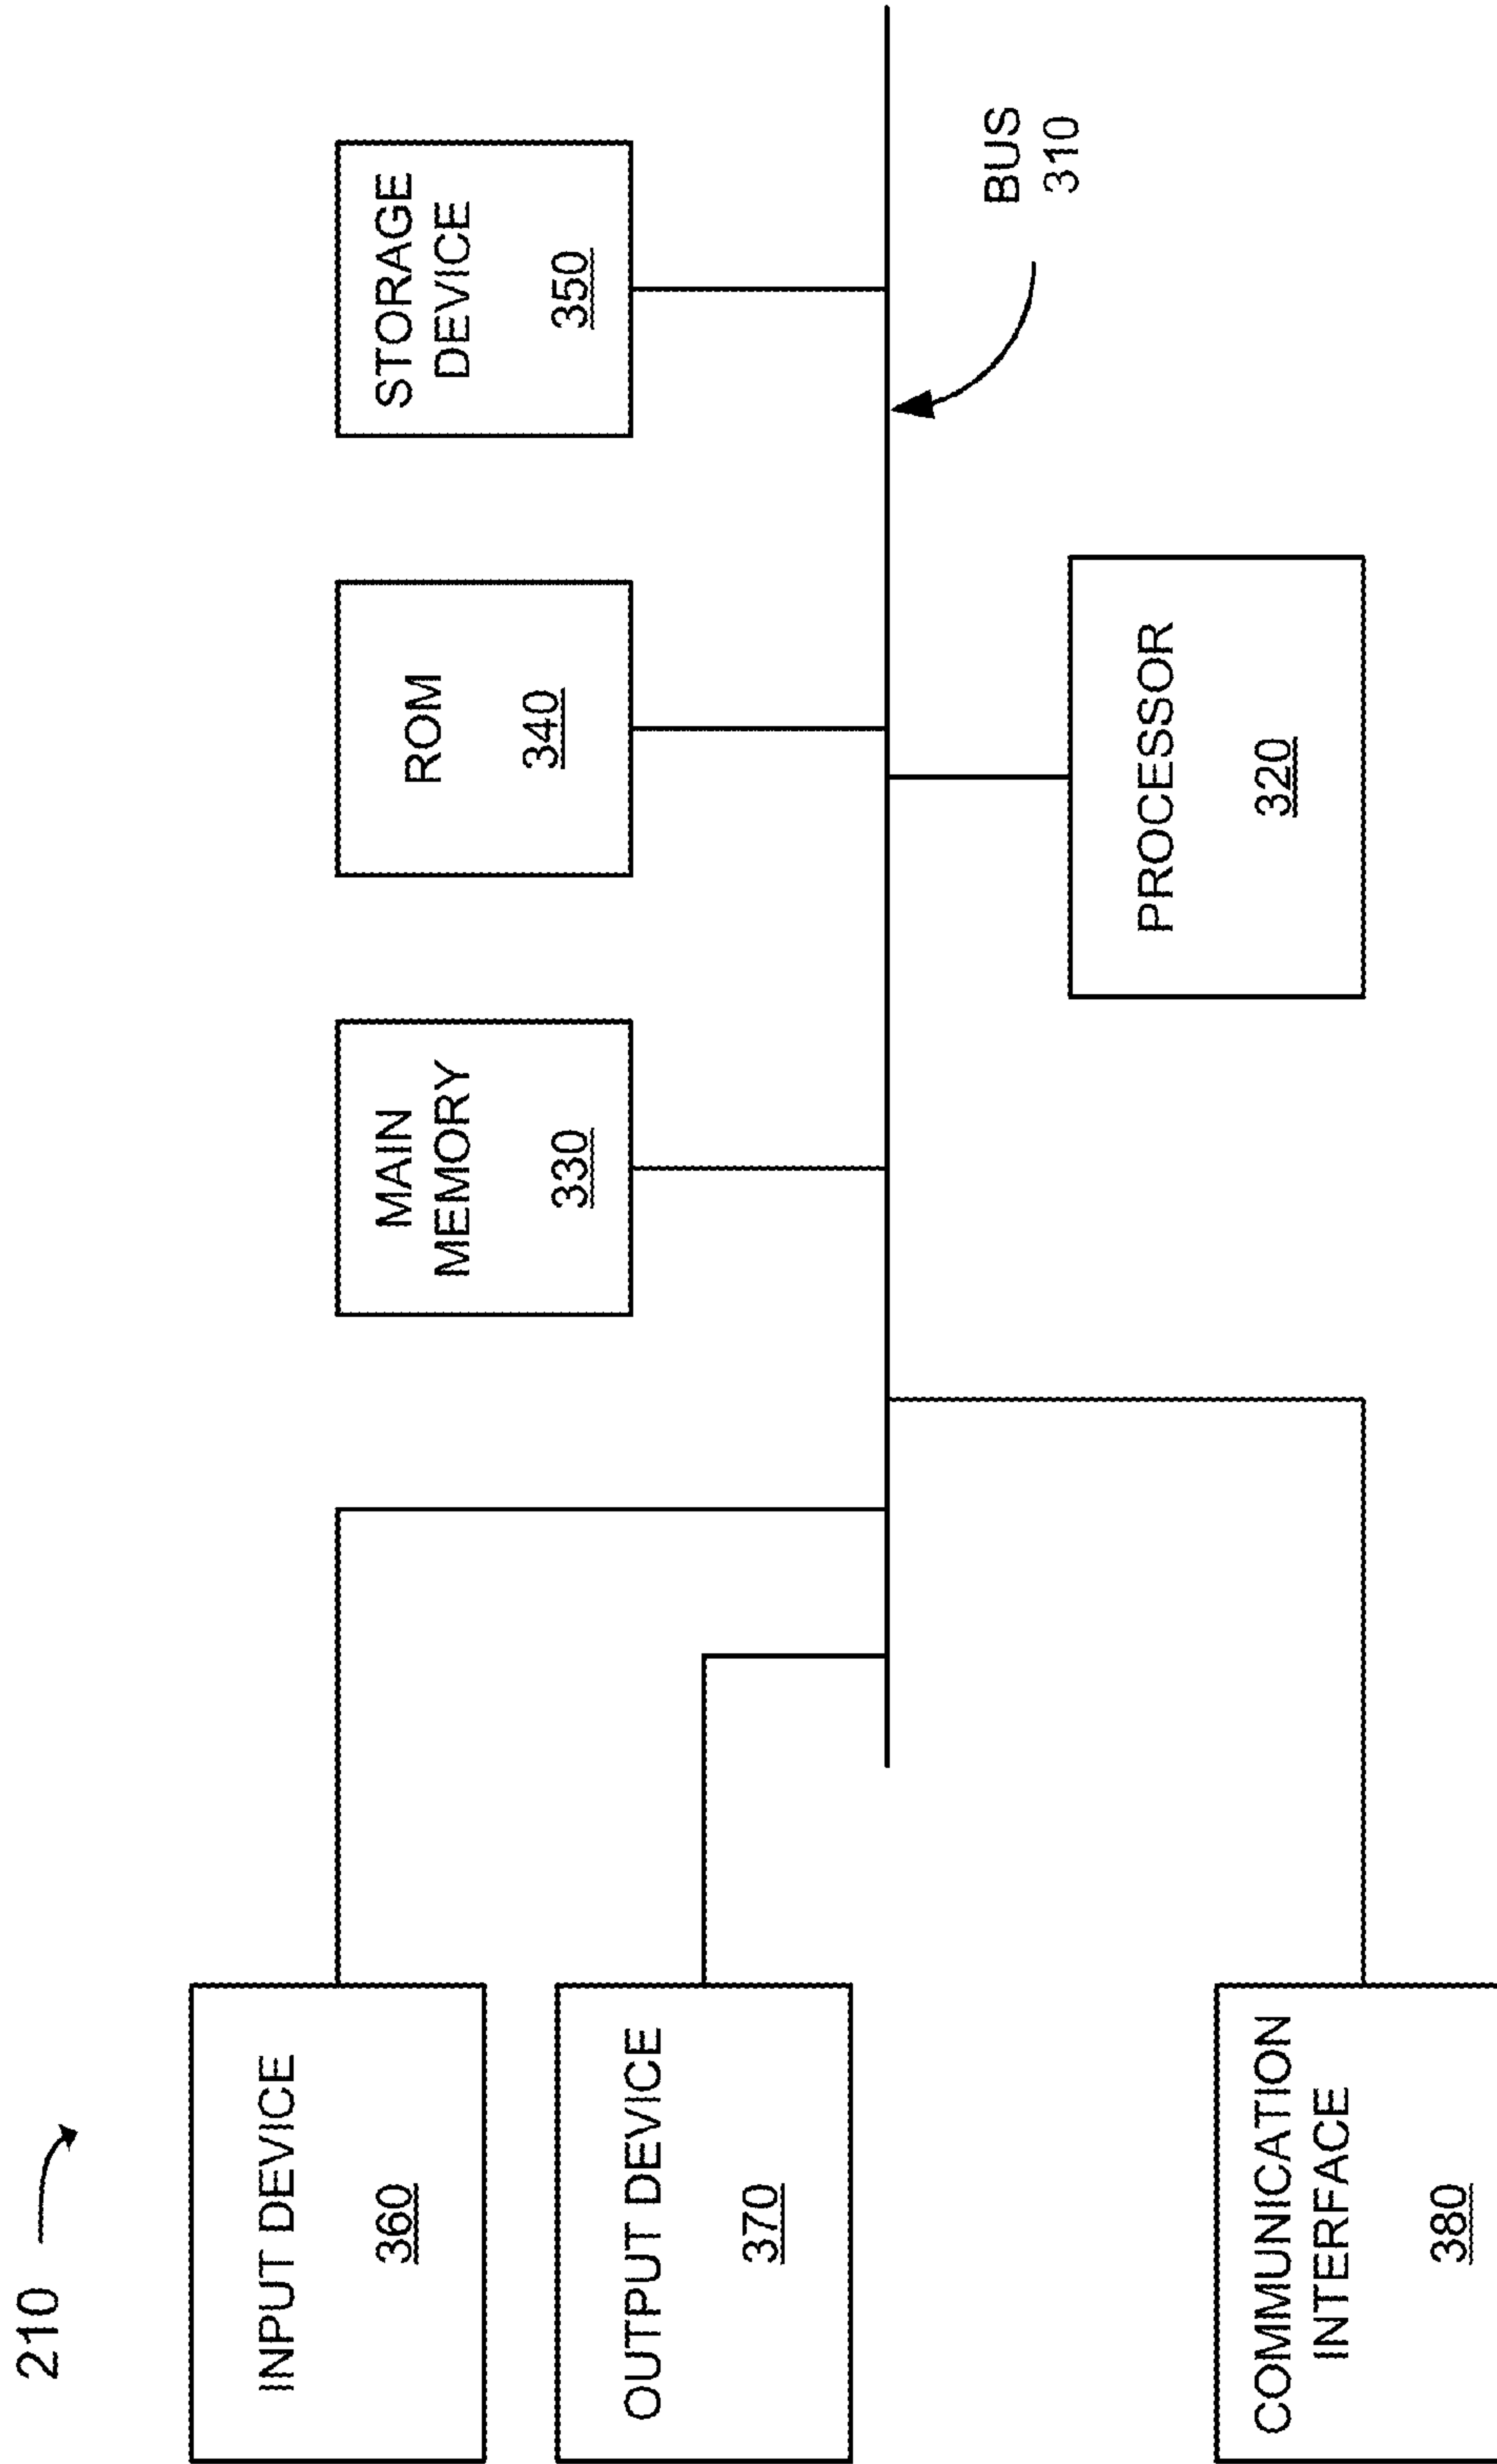 210
INPUT DEVICE
360
OUTPUT DEVICE
370
COMMUNICATION
INTERFACE
380
MAIN
MEMORY
330
ROM
340
STORAGE
DEVICE
350
PROCESSOR
320
BUS
310